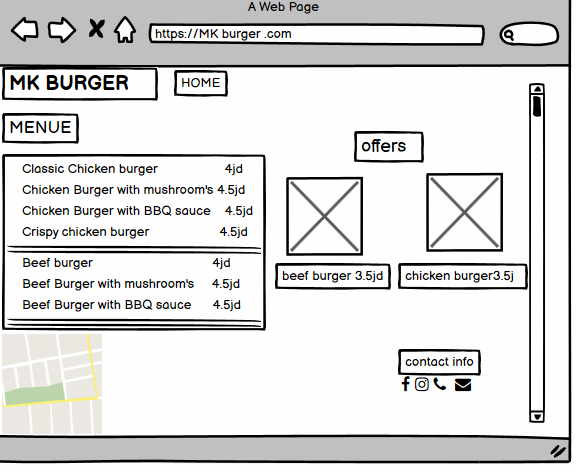 A Web Page
https://MK burger .com
MK BURGER
HOME
MENUE
Classic Chicken burger 4jd
Chicken Burger with mushroom's 4.5jd
Chicken Burger with BBQ sauce 4.5jd
Crispy chicken burger 4.5jd
Beef burger 4jd
Beef Burger with mushroom's 4.5jd
Beef Burger with BBQ sauce 4.5jd
offers
beef burger 3.5jd
chicken burger3.5j
contact info